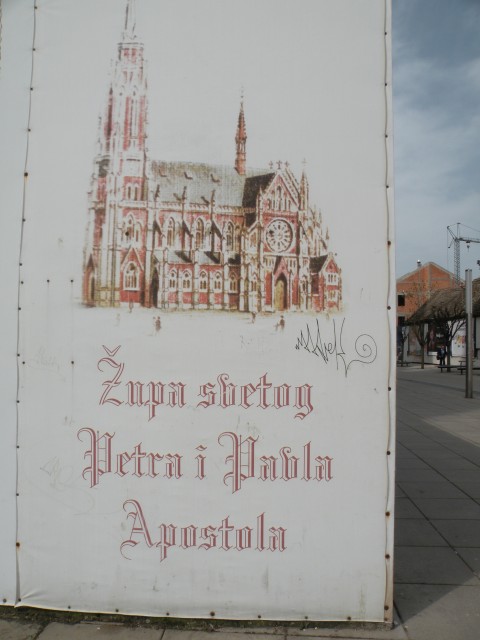 Župa svetog
Petra i Pavla
Apostola